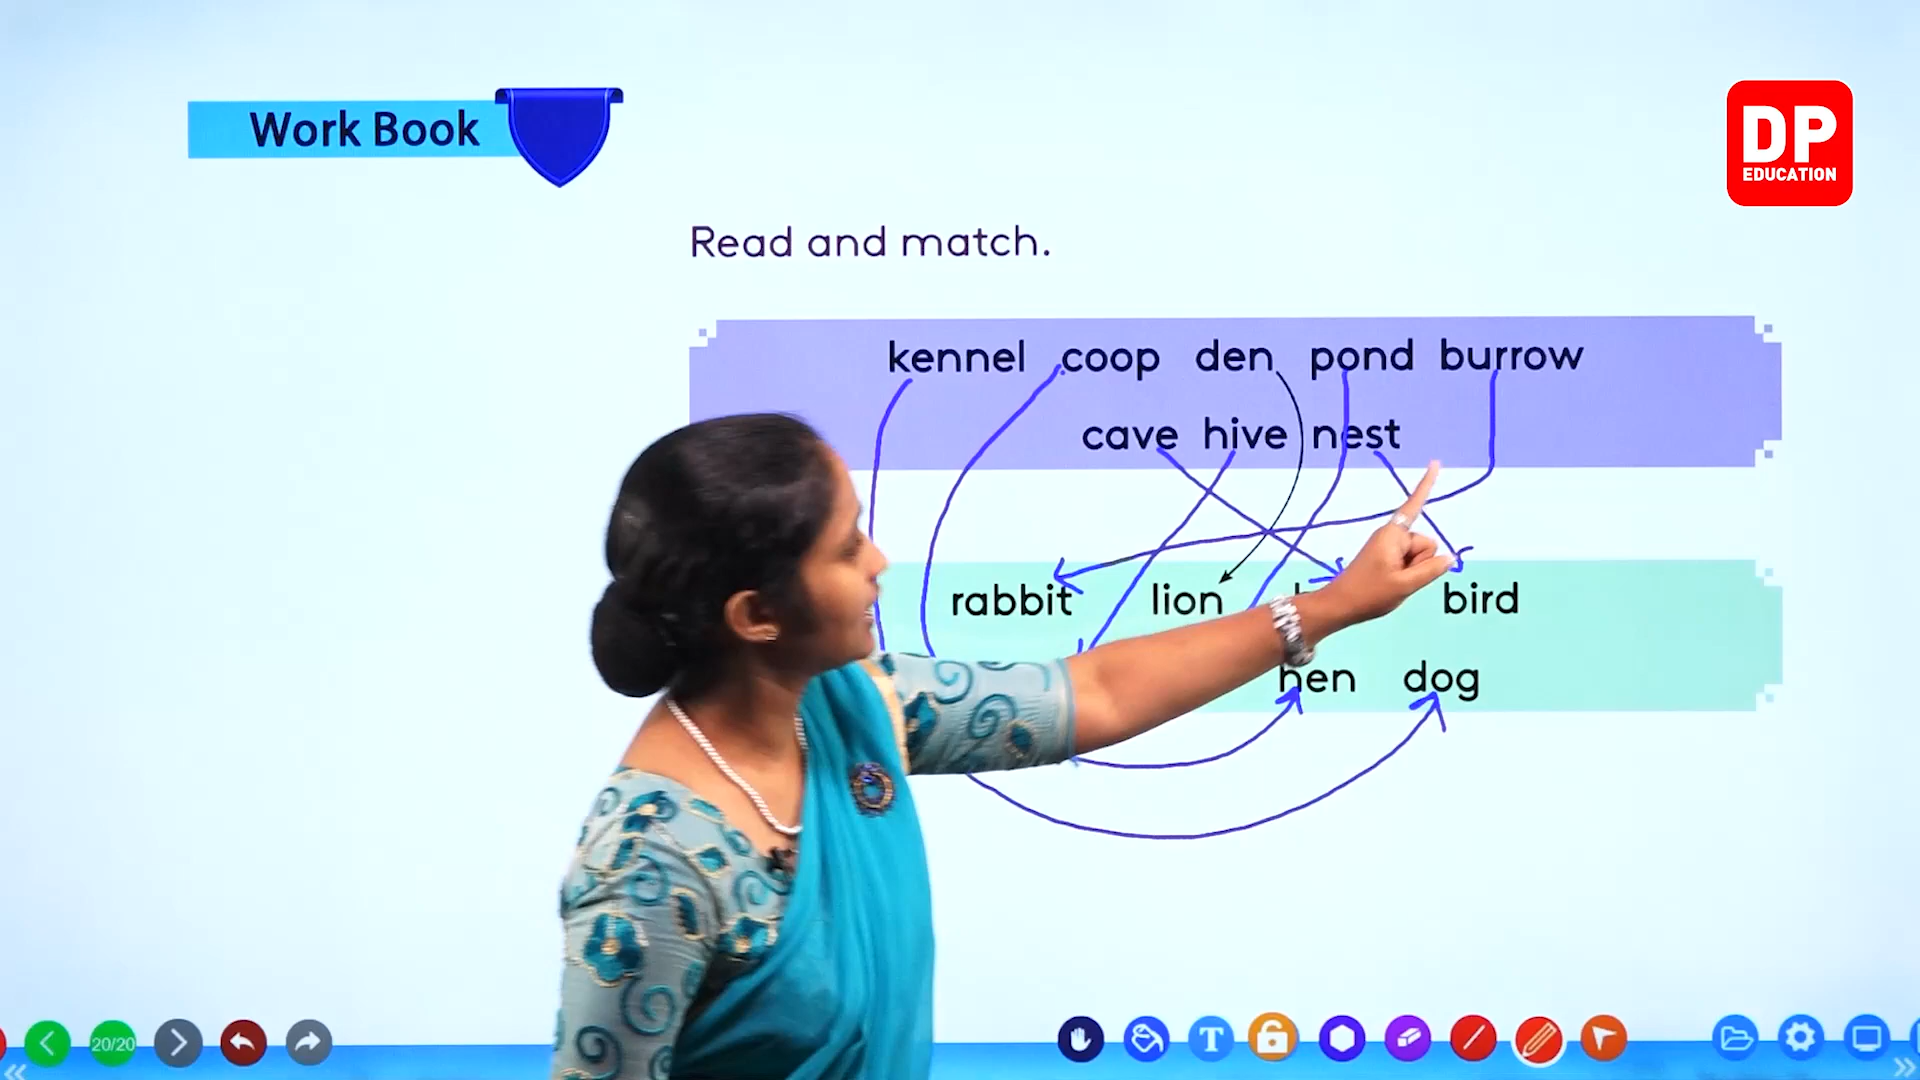 Work Book
DP
EDUCATION
Read and match.
kennel coop den pond burrow
cave hive nest
rabbit lion bird
hen dog
20/20
T